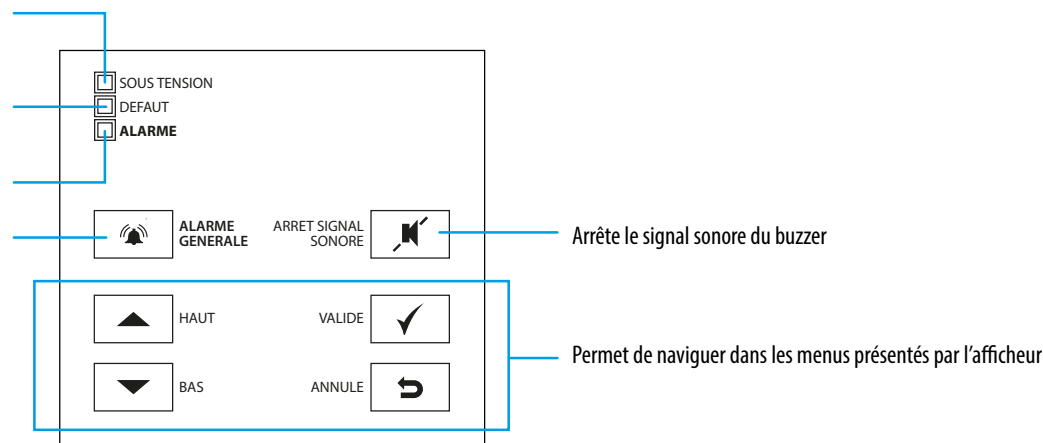 SOUS TENSION
DEFAUT
ALARME
ALARME
GENERALE
ARRET SIGNAL
SONORE
Arrête le signal sonore du buzzer
HAUT
VALIDE
Permet de naviguer dans les menus présentés par l'afficheur
BAS
ANNULE